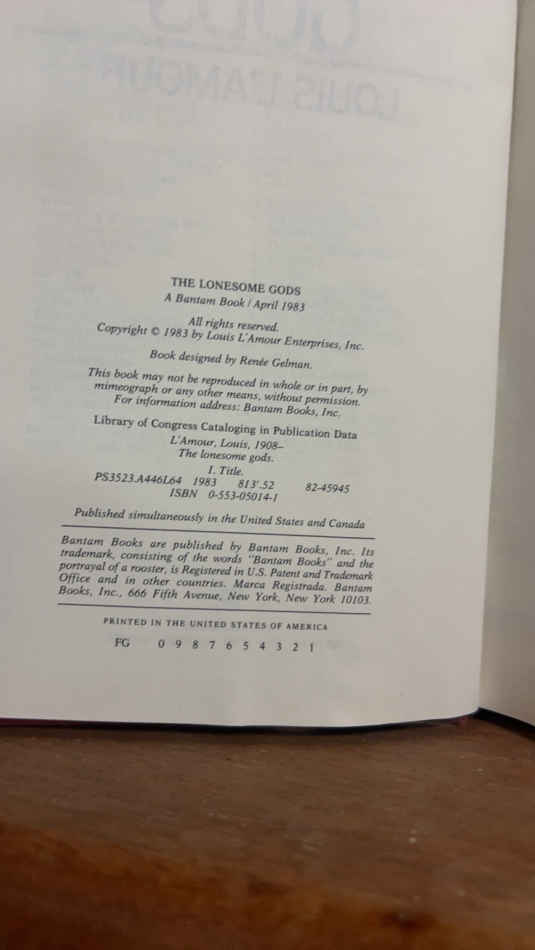 THE LONESOME GODS
A Bantam Book / April 1983
All rights reserved.
Copyright © 1983 by Louis L'Amour Enterprises, Inc.
Book designed by Renée Gelman.
This book may not be reproduced in whole or in part, by
mimeograph or any other means, without permission.
For information address: Bantam Books, Inc.
Library of Congress Cataloging in Publication Data
L'Amour, Louis, 1908–
The lonesome gods.
I. Title.
PS3523.A446L64 1983 813'.52 82-45945
ISBN 0-553-05014-1
Published simultaneously in the United States and Canada
Bantam Books are published by Bantam Books, Inc. Its
trademark, consisting of the words "Bantam Books" and the
portrayal of a rooster, is Registered in U.S. Patent and Trademark
Office and in other countries. Marca Registrada. Bantam
Books, Inc., 666 Fifth Avenue, New York, New York 10103.
PRINTED IN THE UNITED STATES OF AMERICA
FG 0 9 8 7 6 5 4 3 2 1